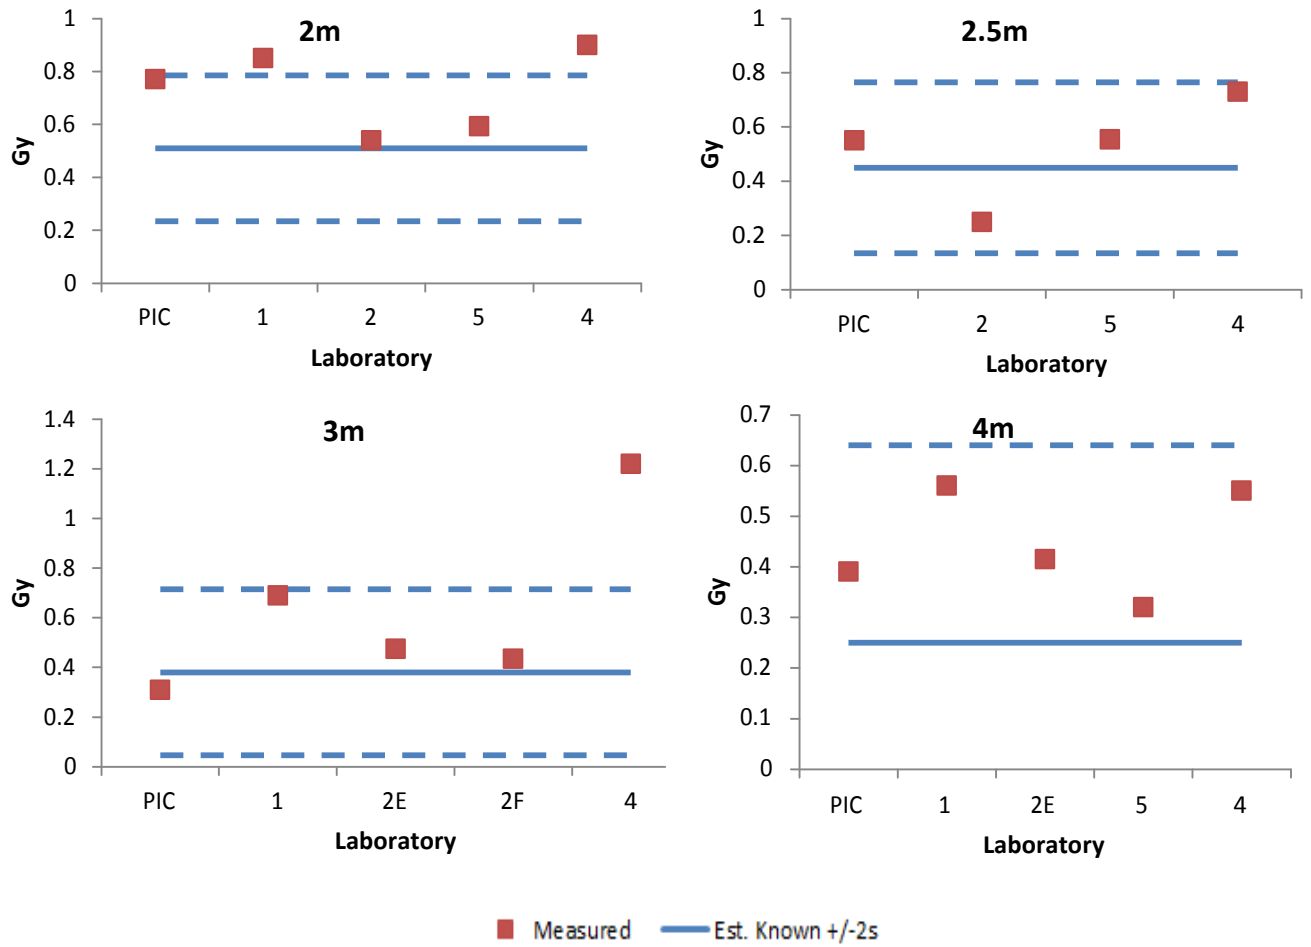 2m
1
0.8
0.6
0.4
0.2
0
Gy
PIC 1 2 5 4
Laboratory
2.5m
1
0.8
0.6
0.4
0.2
0
Gy
PIC 2 5 4
Laboratory
3m
1.4
1.2
1
0.8
0.6
0.4
0.2
0
Gy
PIC 1 2E 2F 4
Laboratory
4m
0.7
0.6
0.5
0.4
0.3
0.2
0.1
0
Gy
PIC 1 2E 5 4
Laboratory
Measured Est. Known +/-2s